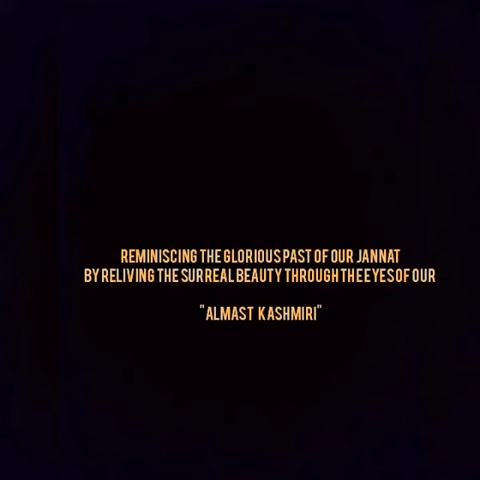 REMINISCING THE GLORIOUS PAST OF OUR JANNAT
BY RELIVING THE SURREAL BEAUTY THROUGH THE EYES OF OUR
"ALMAST KASHMIRI"